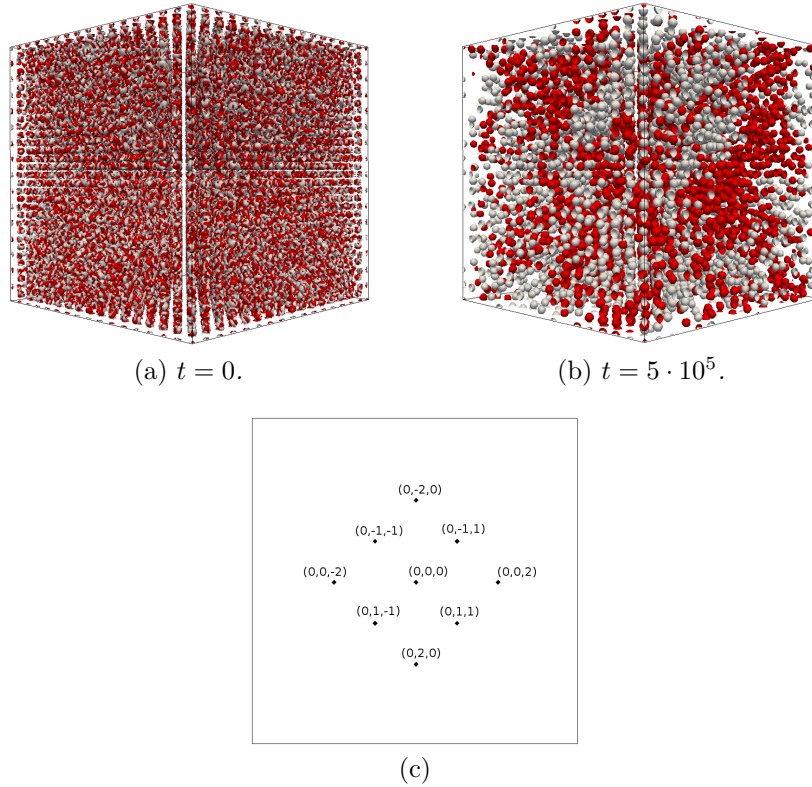 (a) t = 0.
(b) t = 5 · 10⁵.
(0,-2,0)
(0,-1,-1) (0,-1,1)
(0,0,-2) (0,0,0) (0,0,2)
(0,1,-1) (0,1,1)
(0,2,0)
(c)